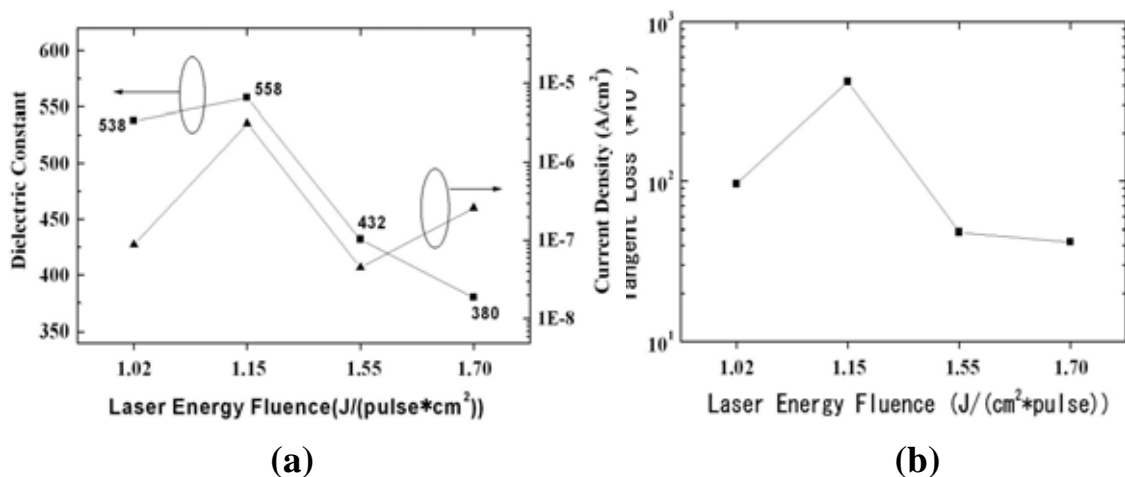 600
550
500
450
400
350
Dielectric Constant
538
558
432
380
1E-5
1E-6
1E-7
1E-8
Current Density (A/cm²)
1.02 1.15 1.55 1.70
Laser Energy Fluence(J/(pulse*cm²))
(a)
10³
10²
10¹
Tangent Loss (*10
1.02 1.15 1.55 1.70
Laser Energy Fluence (J/(cm²*pulse))
(b)